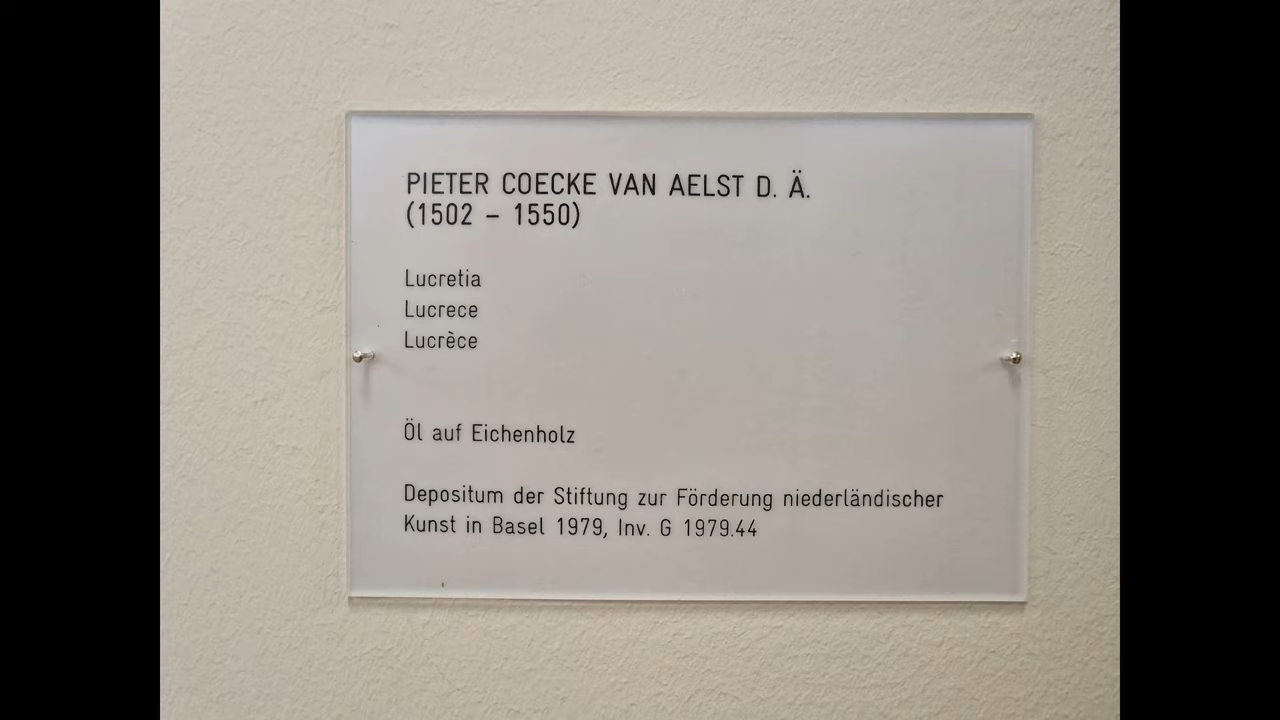 PIETER COECKE VAN AELST D. Ä.
(1502 – 1550)
Lucretia
Lucrece
Lucrèce
Öl auf Eichenholz
Depositum der Stiftung zur Förderung niederländischer
Kunst in Basel 1979, Inv. G 1979.44